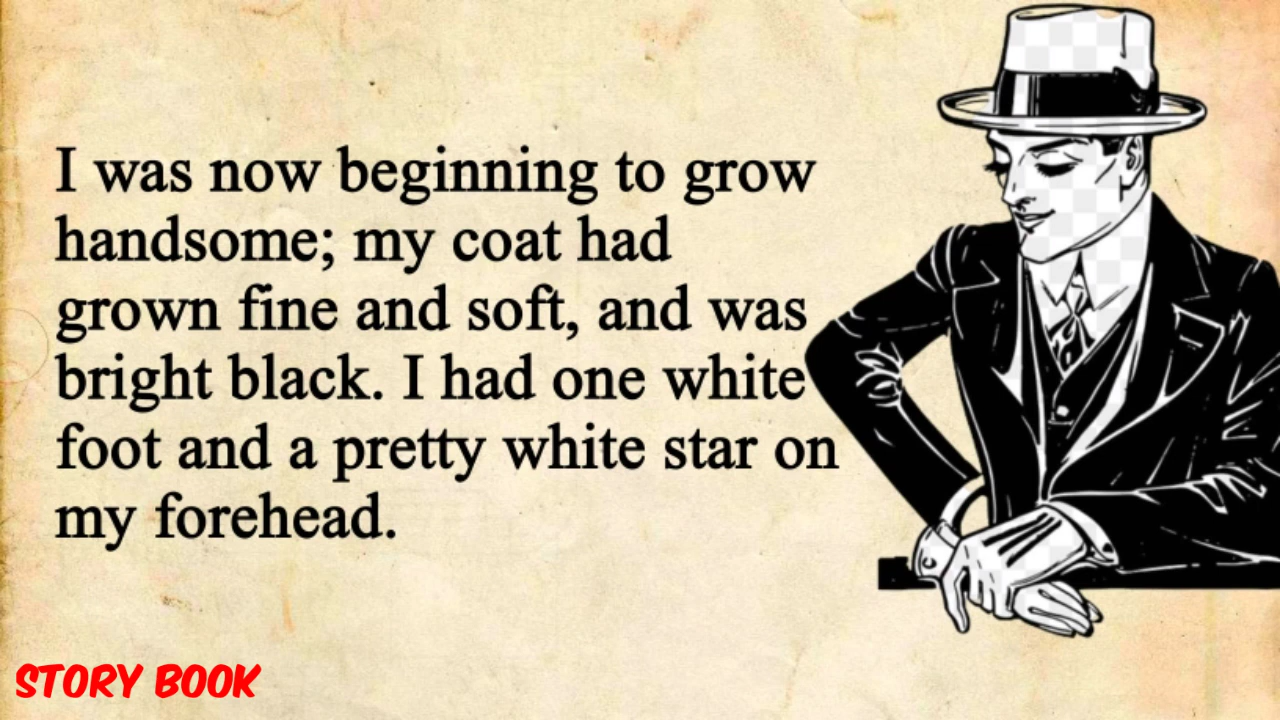 I was now beginning to grow
handsome; my coat had
grown fine and soft, and was
bright black. I had one white
foot and a pretty white star on
my forehead.
STORY BOOK